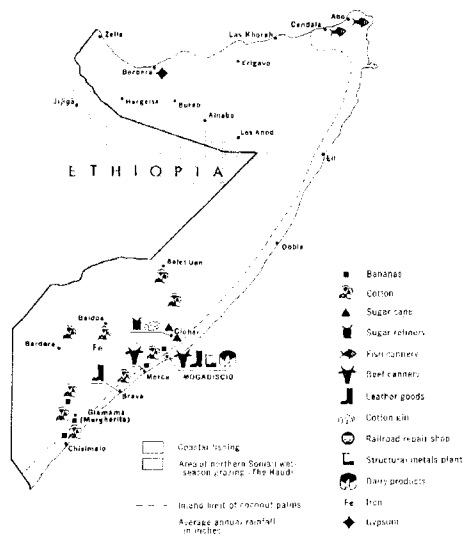 Zeila
Las Khorah
Candala
Abo
Berbera
Erigavo
Jijiga
Hargeisa
Burao
Ainabo
Las Anod
ETHIOPIA
Eil
Obbia
Belet Uen
Baidoa
Bardera
Fe
Giohar
MOGADISCIO
Merca
Brava
Giamama
(Margherita)
Chisimaio
Bananas
Cotton
Sugar cane
Sugar refinery
Fish cannery
Beef cannery
Leather goods
Cotton gin
Railroad repair shop
Structural metals plant
Dairy products
Fe Iron
Gypsum
Coastal fishing
Area of northern Somali wet-
season grazing (The Haud)
Inland limit of coconut palms
Average annual rainfall
in inches